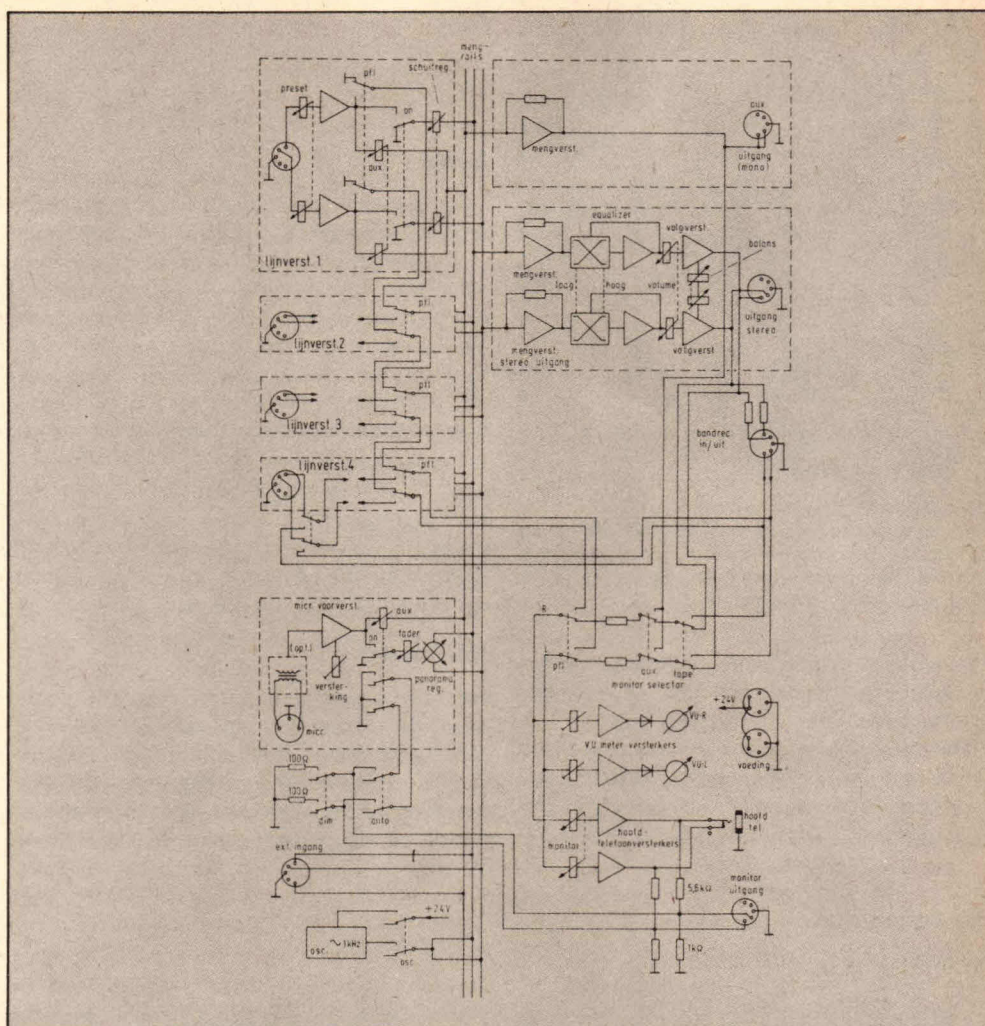 meng-
rails
preset
pfl
schuifreg.
on
aux.
lijnverst. 1
pfl
lijnverst.2
pfl
lijnverst. 3
lijnverst.4
pfl
mengverst.
aux.
uitgang
(mono)
equalizer
volgverst.
balans
mengverst.
laag
hoog
volume
uitgang
stereo
mengverst.
stereo uitgang
volgverst.
bandrec.
in/uit
micr. voorverst.
aux
(opt.)
on
fader
panorama
reg.
verster-
king
micr.
R
L
pfl
aux.
tape
monitor selector
+24V
VU-R
VU meter versterkers
VU-L
voeding
100Ω
100Ω
dim
auto
hoofd-
telefoonversterkers
hoofd
tel.
monitor
ext. ingang
5,6kΩ
monitor
uitgang
+24V
osc.
~1kHz
osc.
1kΩ